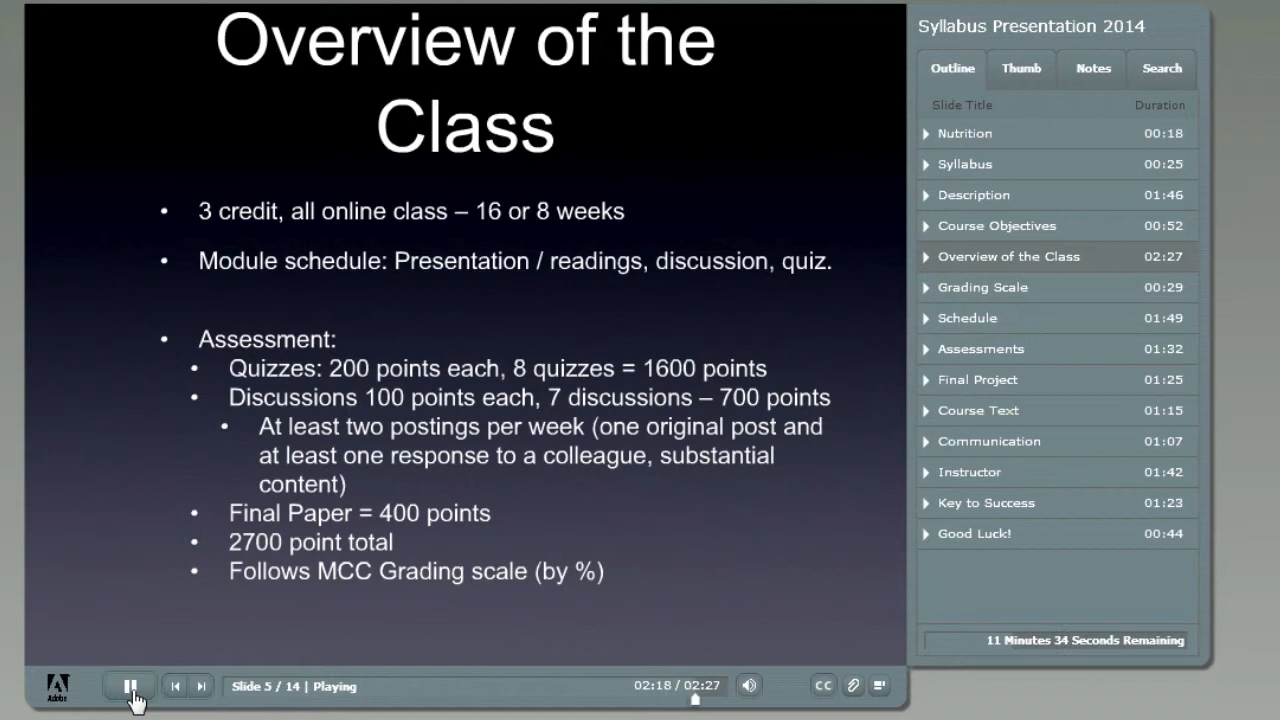 Overview of the
Class
• 3 credit, all online class – 16 or 8 weeks
• Module schedule: Presentation / readings, discussion, quiz.
• Assessment:
• Quizzes: 200 points each, 8 quizzes = 1600 points
• Discussions 100 points each, 7 discussions – 700 points
• At least two postings per week (one original post and
at least one response to a colleague, substantial
content)
• Final Paper = 400 points
• 2700 point total
• Follows MCC Grading scale (by %)
Adobe
Slide 5 / 14 | Playing
02:18 / 02:27
CC
Syllabus Presentation 2014
Outline Thumb Notes Search
Slide Title Duration
Nutrition 00:18
Syllabus 00:25
Description 01:46
Course Objectives 00:52
Overview of the Class 02:27
Grading Scale 00:29
Schedule 01:49
Assessments 01:32
Final Project 01:25
Course Text 01:15
Communication 01:07
Instructor 01:42
Key to Success 01:23
Good Luck! 00:44
11 Minutes 34 Seconds Remaining